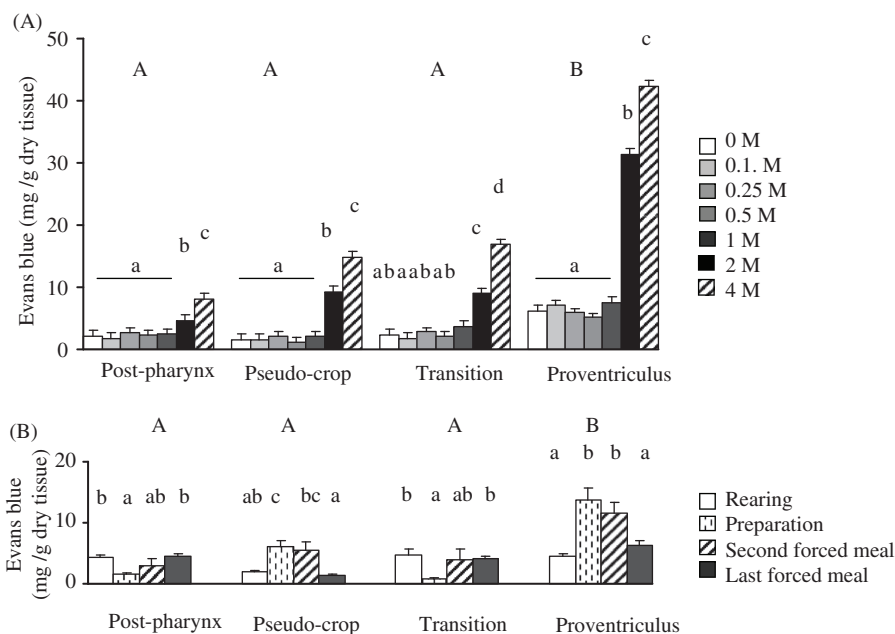 (A)
50
40
30
20
10
0
Evans blue (mg /g dry tissue)
A A A B
a b c
a b c
a b a a b a b c d
a b c
Post-pharynx Pseudo-crop Transition Proventriculus
0 M
0.1. M
0.25 M
0.5 M
1 M
2 M
4 M
(B)
20
10
0
Evans blue
(mg /g dry tissue)
A A A B
b a ab b ab c bc a b a ab b a b b a
Post-pharynx Pseudo-crop Transition Proventriculus
Rearing
Preparation
Second forced meal
Last forced meal